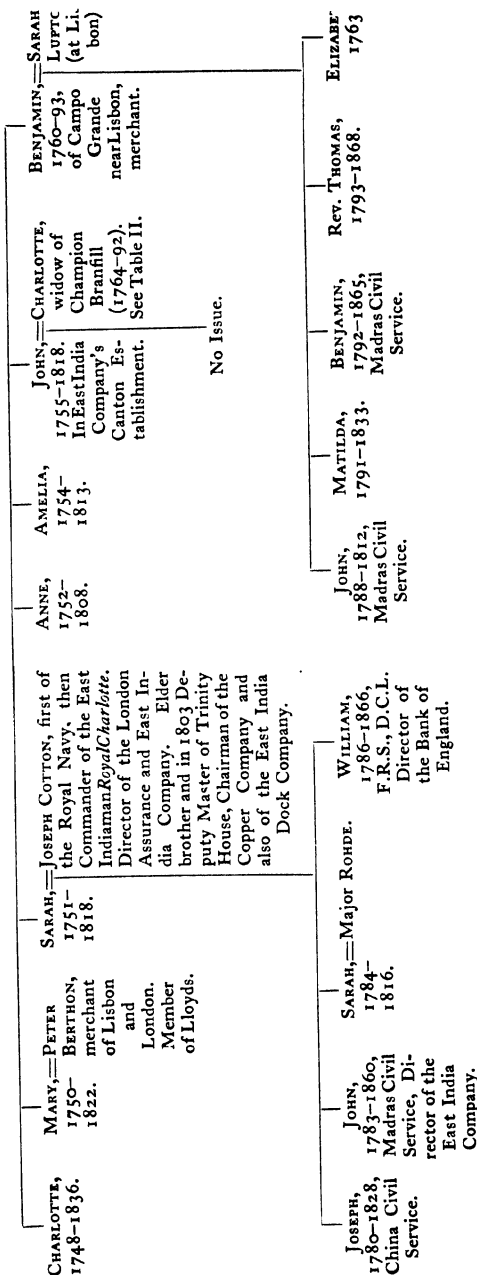 CHARLOTTE,
1748–1836.
MARY,=PETER
1750– BERTHON,
1822. merchant
of Lisbon
and
London.
Member
of Lloyds.
SARAH,=JOSEPH COTTON, first of
1751– the Royal Navy, then
1818. Commander of the East
Indiaman Royal Charlotte.
Director of the London
Assurance and East In-
dia Company. Elder
brother and in 1803 De-
puty Master of Trinity
House, Chairman of the
Copper Company and
also of the East India
Dock Company.
ANNE,
1752–
1808.
AMELIA,
1754–
1813.
JOHN,=CHARLOTTE,
1755–1818. widow of
In East India Champion
Company's Branfill
Canton Es- (1764–92).
tablishment. See Table II.
No Issue.
BENJAMIN,=SARAH
1760–93, LUPTC
of Campo (at Li.
Grande bon)
near Lisbon,
merchant.
JOSEPH,
1780–1828,
China Civil
Service.
JOHN,
1783–1860,
Madras Civil
Service, Di-
rector of the
East India
Company.
SARAH,=Major ROHDE.
1784–
1816.
WILLIAM,
1786–1866,
F.R.S., D.C.L.
Director of
the Bank of
England.
JOHN,
1788–1812,
Madras Civil
Service.
MATILDA,
1791–1833.
BENJAMIN,
1792–1865,
Madras Civil
Service.
Rev. THOMAS,
1793–1868.
ELIZABE
1763